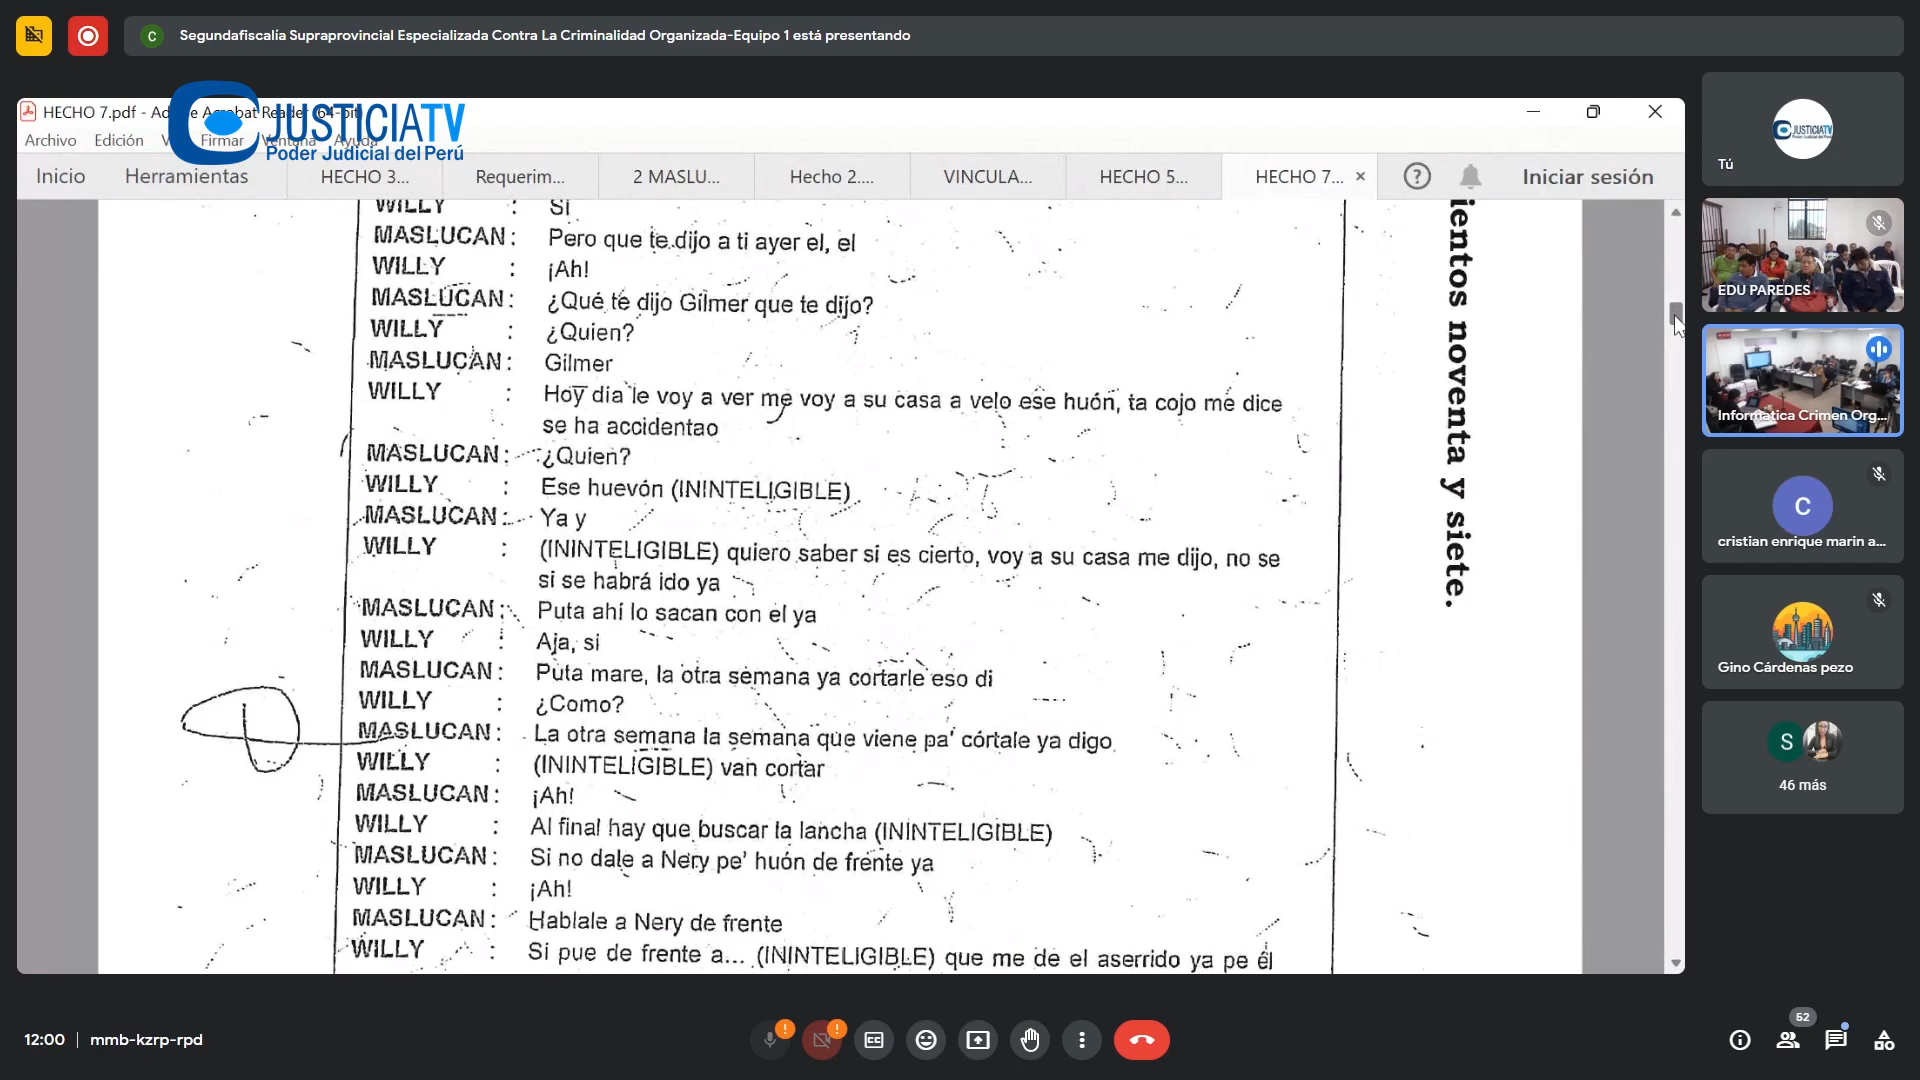 Segundafiscalía Supraprovincial Especializada Contra La Criminalidad Organizada-Equipo 1 está presentando
HECHO 7.pdf - Adobe Acrobat Reader (64-bit)
JUSTICIATV
Poder Judicial del Perú
Archivo Edición Firmar Ventana Ayuda
Inicio Herramientas HECHO 3... Requerim... 2 MASLU... Hecho 2.... VINCULA... HECHO 5... HECHO 7... Iniciar sesión
WILLY : Si
MASLUCAN : Pero que te dijo a ti ayer el, el
WILLY : ¡Ah!
MASLUCAN : ¿Qué te dijo Gilmer que te dijo?
WILLY : ¿Quien?
MASLUCAN : Gilmer
WILLY : Hoy dia le voy a ver me voy a su casa a velo ese huón, ta cojo me dice
se ha accidentao
MASLUCAN : ¿Quien?
WILLY : Ese huevón (ININTELIGIBLE)
MASLUCAN : Ya y
WILLY : (ININTELIGIBLE) quiero saber si es cierto, voy a su casa me dijo, no se
si se habrá ido ya
MASLUCAN : Puta ahí lo sacan con el ya
WILLY : Aja, si
MASLUCAN : Puta mare, la otra semana ya cortarle eso di
WILLY : ¿Como?
MASLUCAN : La otra semana la semana que viene pa' córtale ya digo
WILLY : (ININTELIGIBLE) van cortar
MASLUCAN : ¡Ah!
WILLY : Al final hay que buscar la lancha (ININTELIGIBLE)
MASLUCAN : Si no dale a Nery pe' huón de frente ya
WILLY : ¡Ah!
MASLUCAN : Hablale a Nery de frente
WILLY : Si pue de frente a... (ININTELIGIBLE) que me de el aserrido ya pe él
ientos noventa y siete.
Tú
EDU PAREDES
Informatica Crimen Org...
C
cristian enrique marin a...
Gino Cárdenas pezo
S
46 más
12:00 | mmb-kzrp-rpd
52